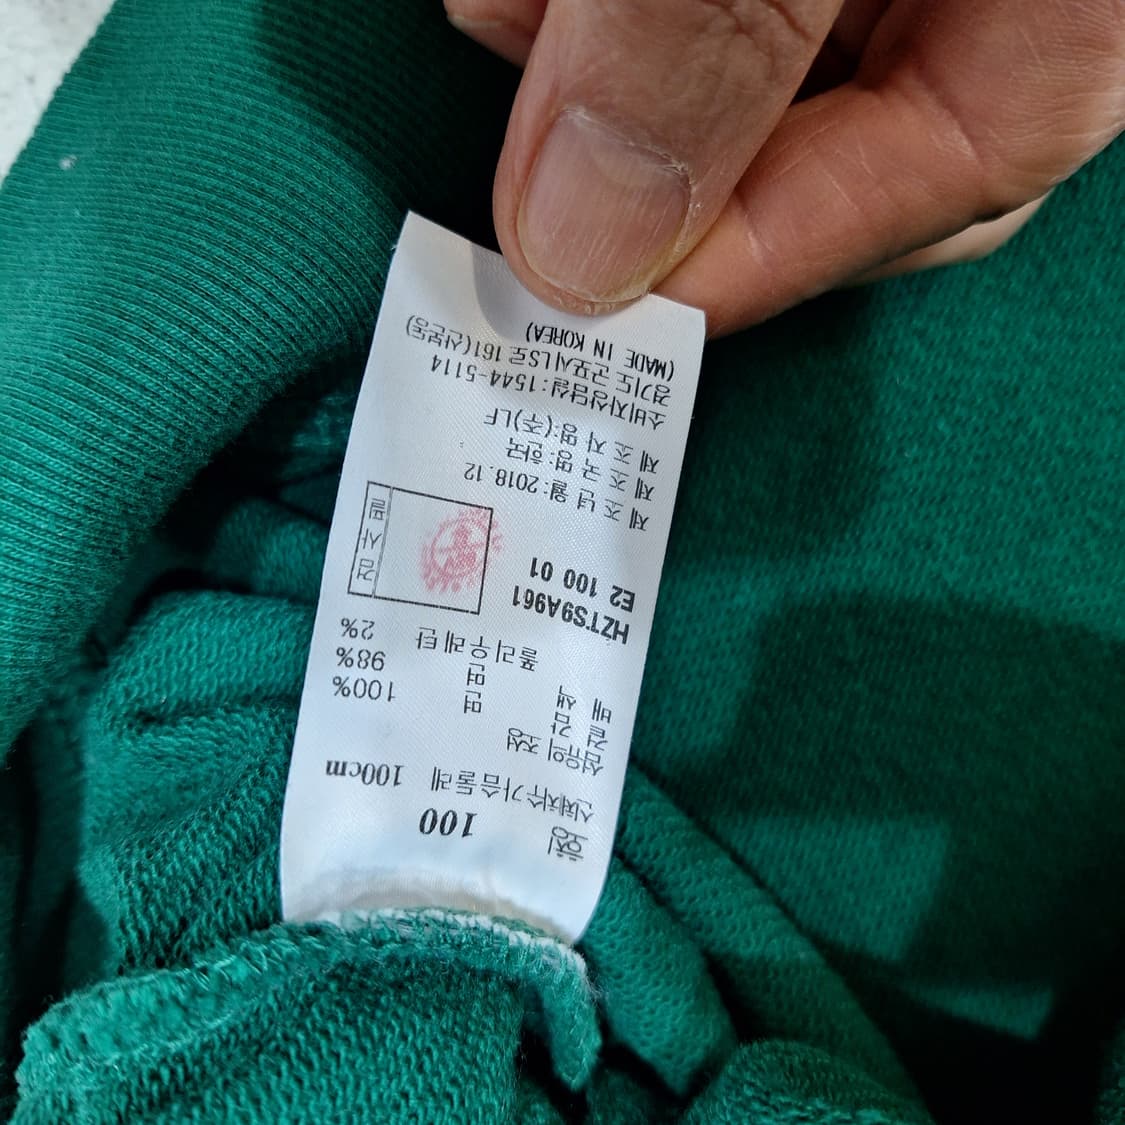 호칭 100
신체치수 가슴둘레 100cm
섬유의 조성
겉감 면 100%
배색 면 98%
폴리우레탄 2%
HZTS9A961
E2 100 01
검사필
제조년월:2018.12
제조국명:한국
제조자명:(주)LF
소비자상담실:1544-5114
경기도 군포시 LS로 161(산본동)
(MADE IN KOREA)